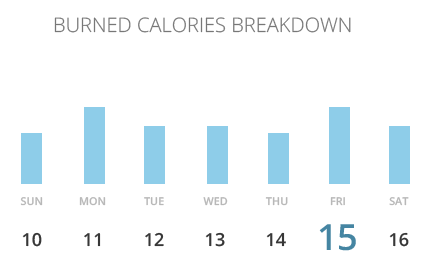 BURNED CALORIES BREAKDOWN
SUN MON TUE WED THU FRI SAT
10 11 12 13 14 15 16